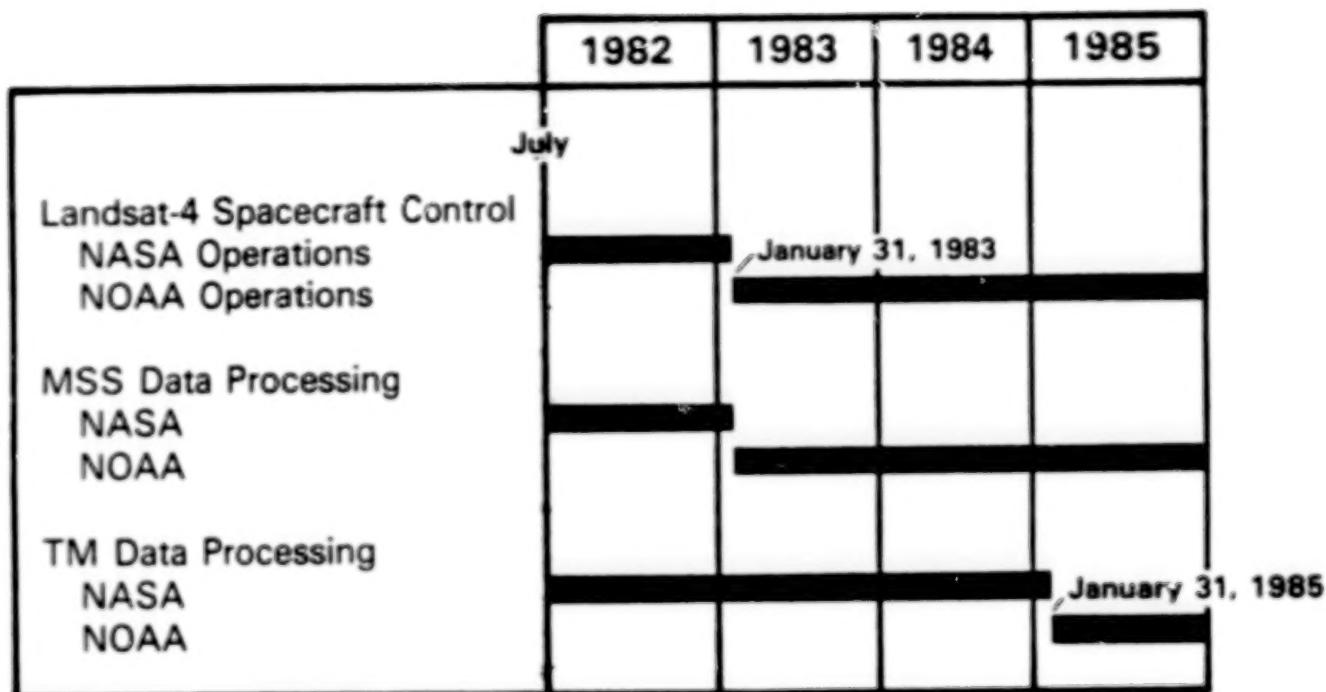 1982 1983 1984 1985
July
Landsat-4 Spacecraft Control
NASA Operations
January 31, 1983
NOAA Operations
MSS Data Processing
NASA
NOAA
TM Data Processing
NASA
January 31, 1985
NOAA